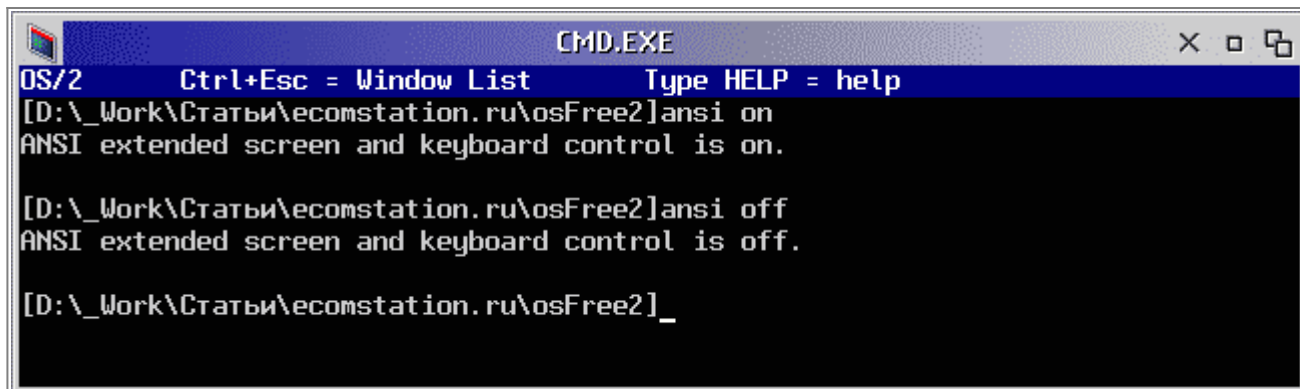 CMD.EXE
OS/2 Ctrl+Esc = Window List Type HELP = help
[D:\_Work\Статьи\ecomstation.ru\osFree2]ansi on
ANSI extended screen and keyboard control is on.
[D:\_Work\Статьи\ecomstation.ru\osFree2]ansi off
ANSI extended screen and keyboard control is off.
[D:\_Work\Статьи\ecomstation.ru\osFree2]_